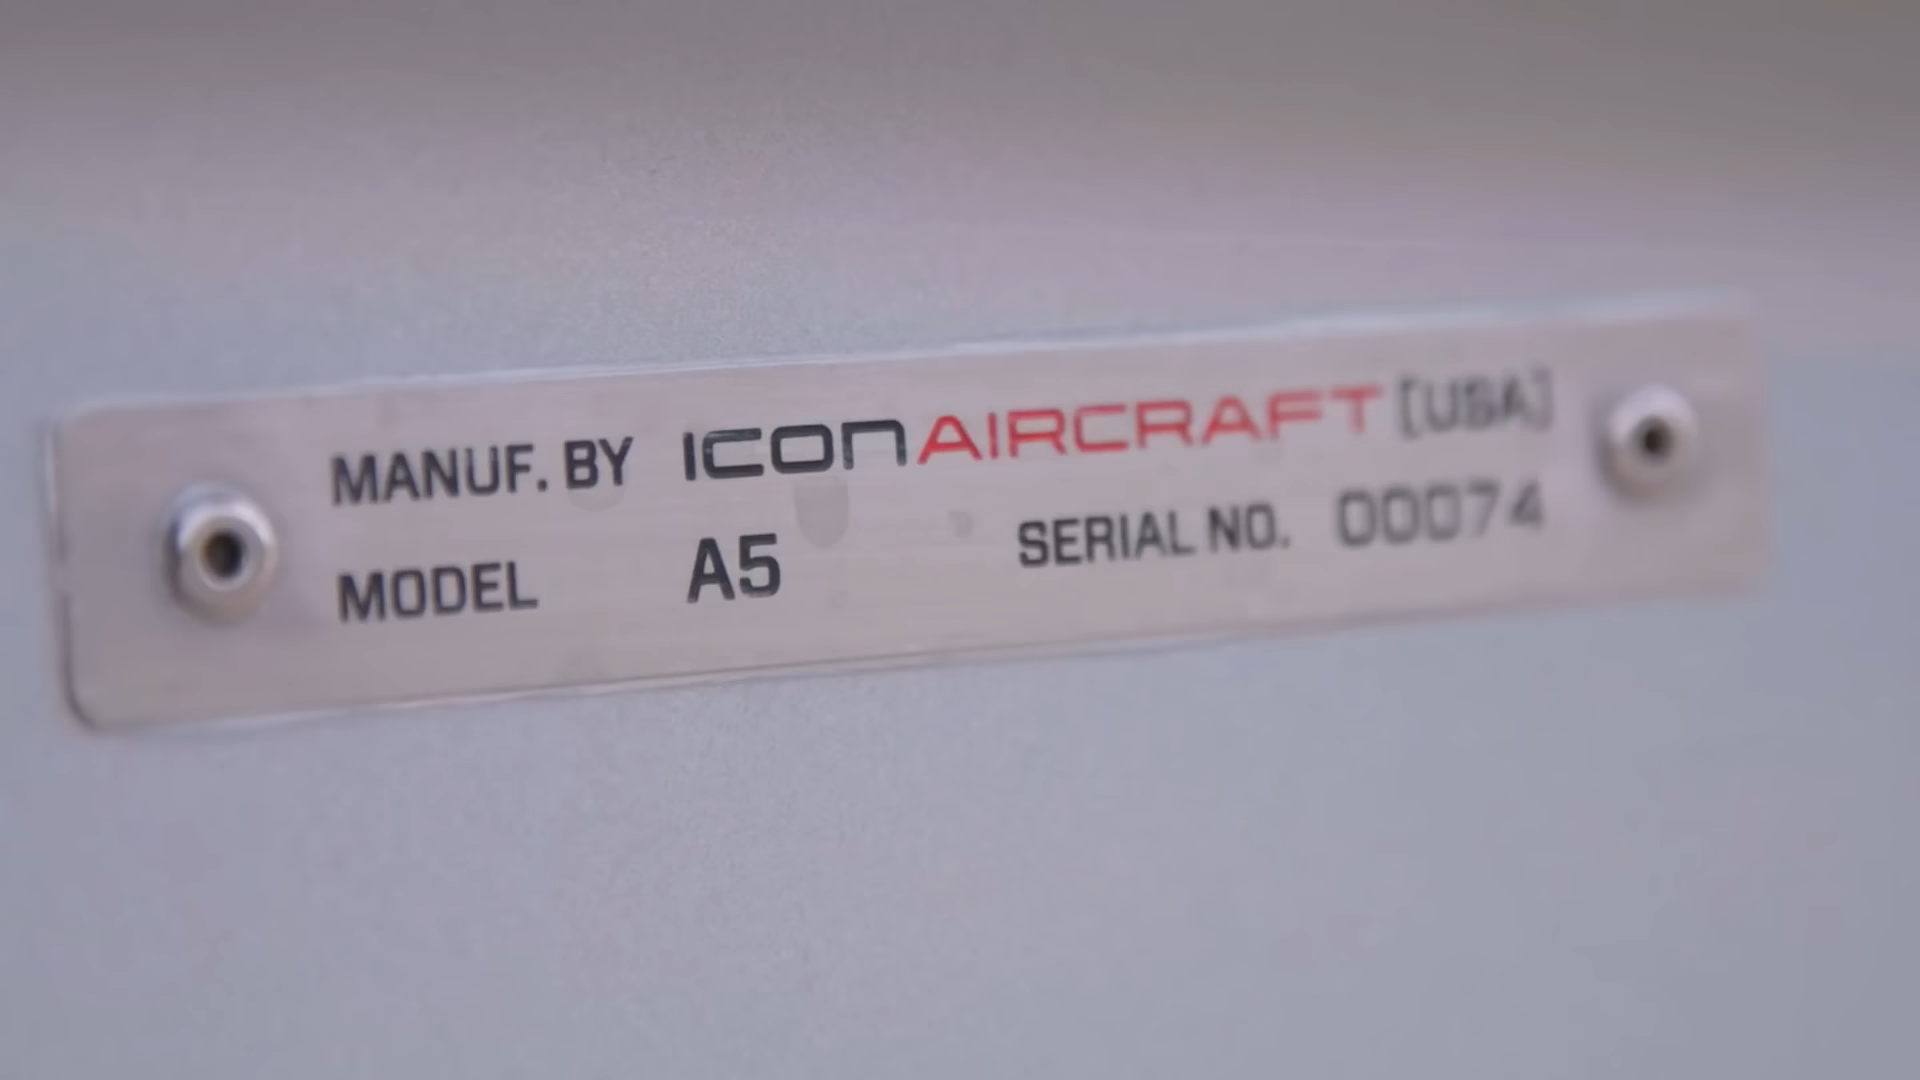 MANUF. BY ICONAIRCRAFT [USA]
MODEL A5 SERIAL NO. 00074